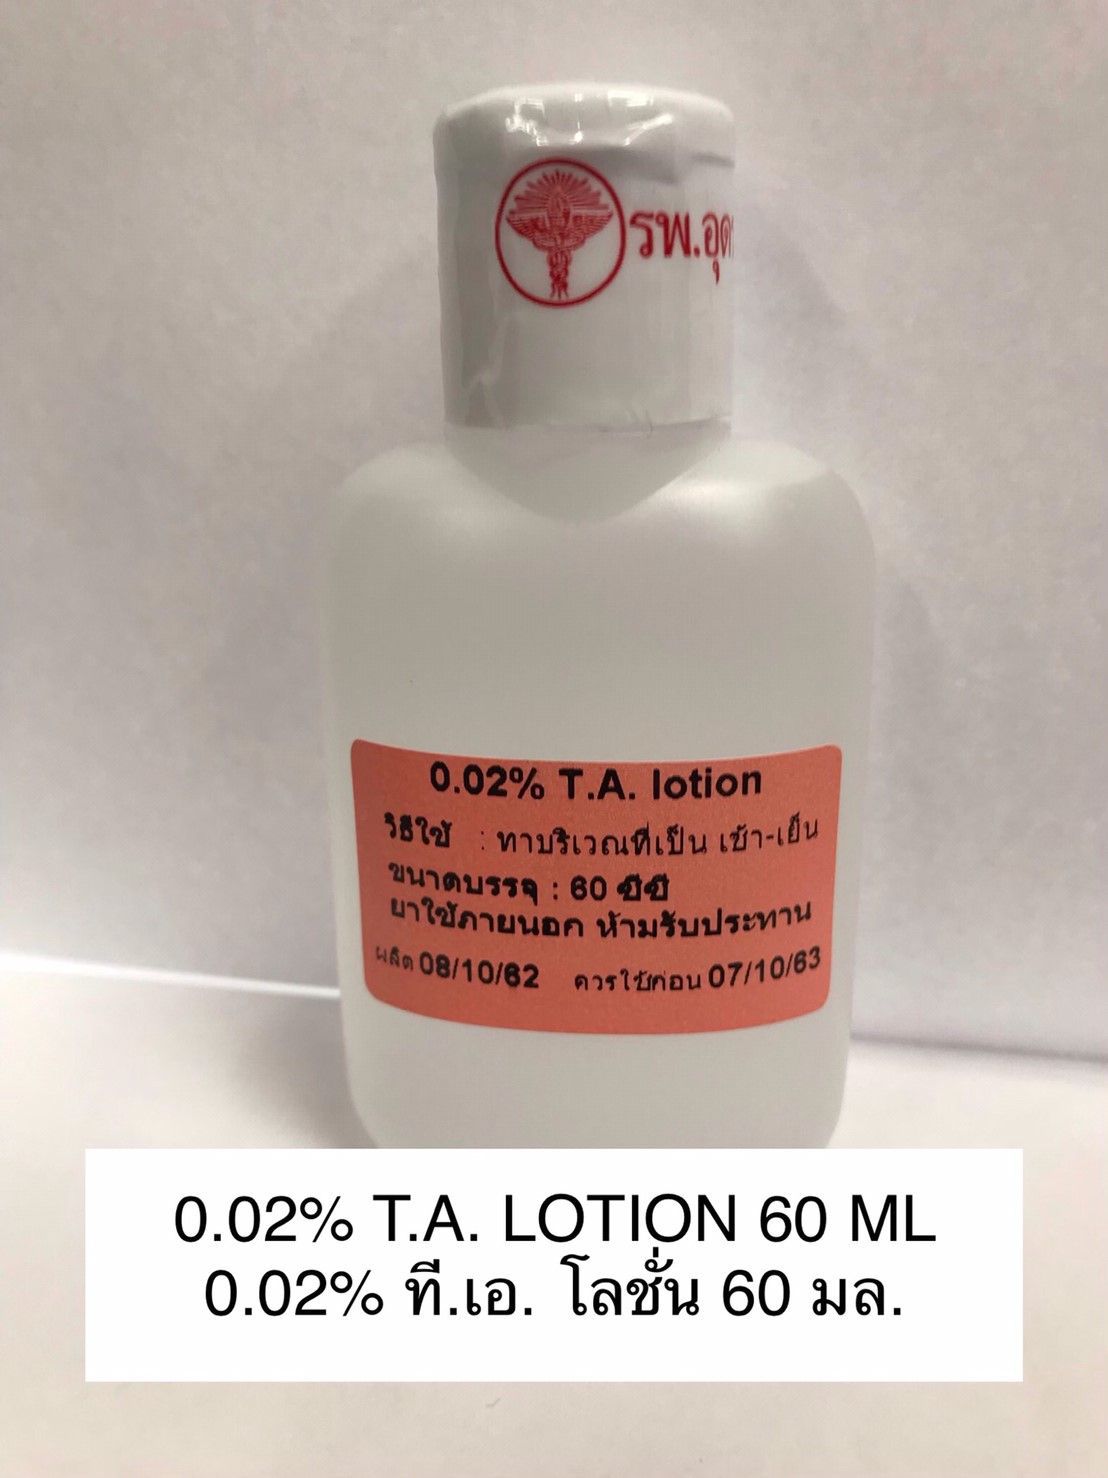 รพ.อุด
0.02% T.A. lotion
วิธีใช้ : ทาบริเวณที่เป็น เช้า-เย็น
ขนาดบรรจุ : 60 ซีซี
ยาใช้ภายนอก ห้ามรับประทาน
ผลิต 08/10/62 ควรใช้ก่อน 07/10/63
0.02% T.A. LOTION 60 ML
0.02% ที.เอ. โลชั่น 60 มล.